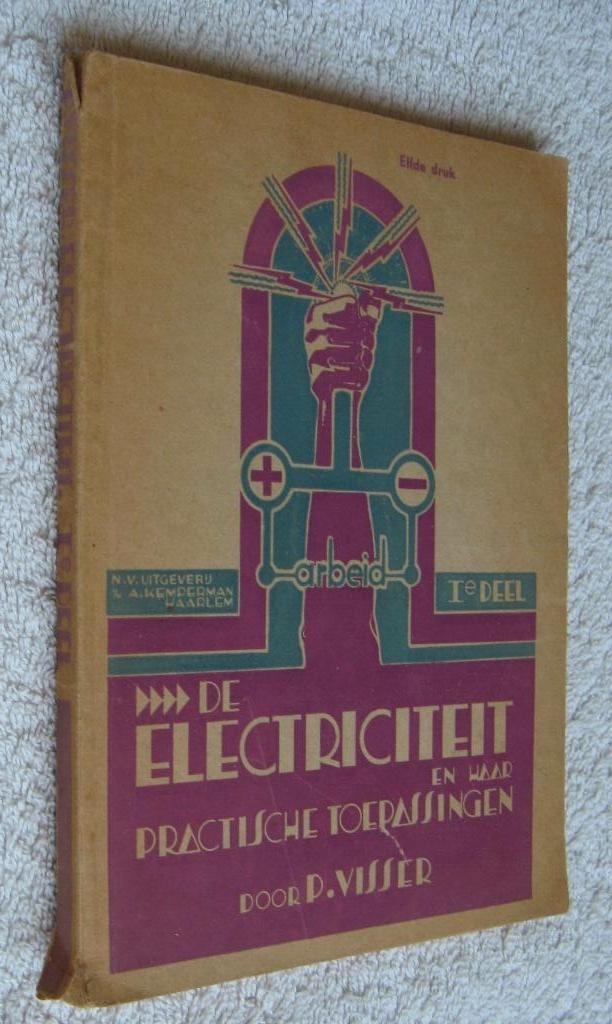 Elfde druk
+
-
arbeid
N.V. UITGEVERIJ
v/h A. KEMPERMAN
HAARLEM
Ie DEEL
DE
ELECTRICITEIT
EN HAAR
PRACTISCHE TOEPASSINGEN
DOOR P. VISSER